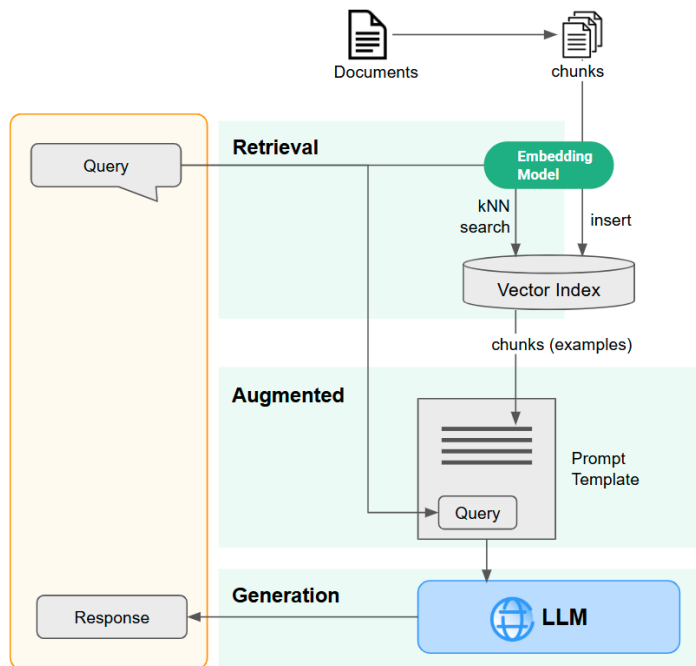 Documents
chunks
Retrieval
Query
Embedding
Model
kNN
search
insert
Vector Index
chunks (examples)
Augmented
Prompt
Template
Query
Generation
Response
LLM